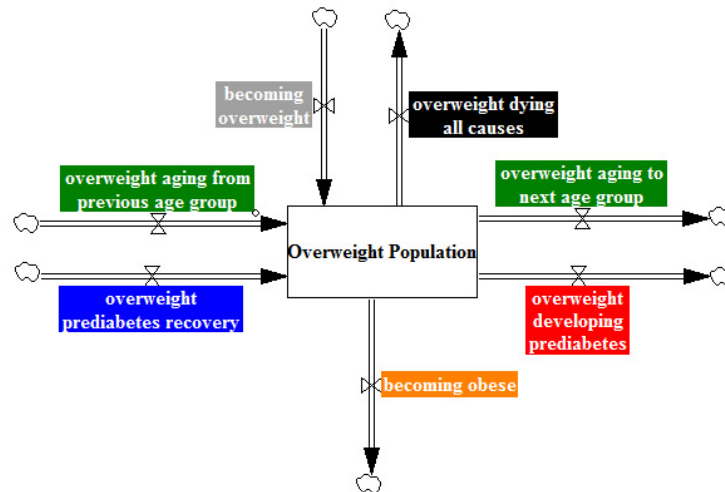 becoming
overweight
overweight dying
all causes
overweight aging from
previous age group
overweight aging to
next age group
Overweight Population
overweight
prediabetes recovery
overweight
developing
prediabetes
becoming obese